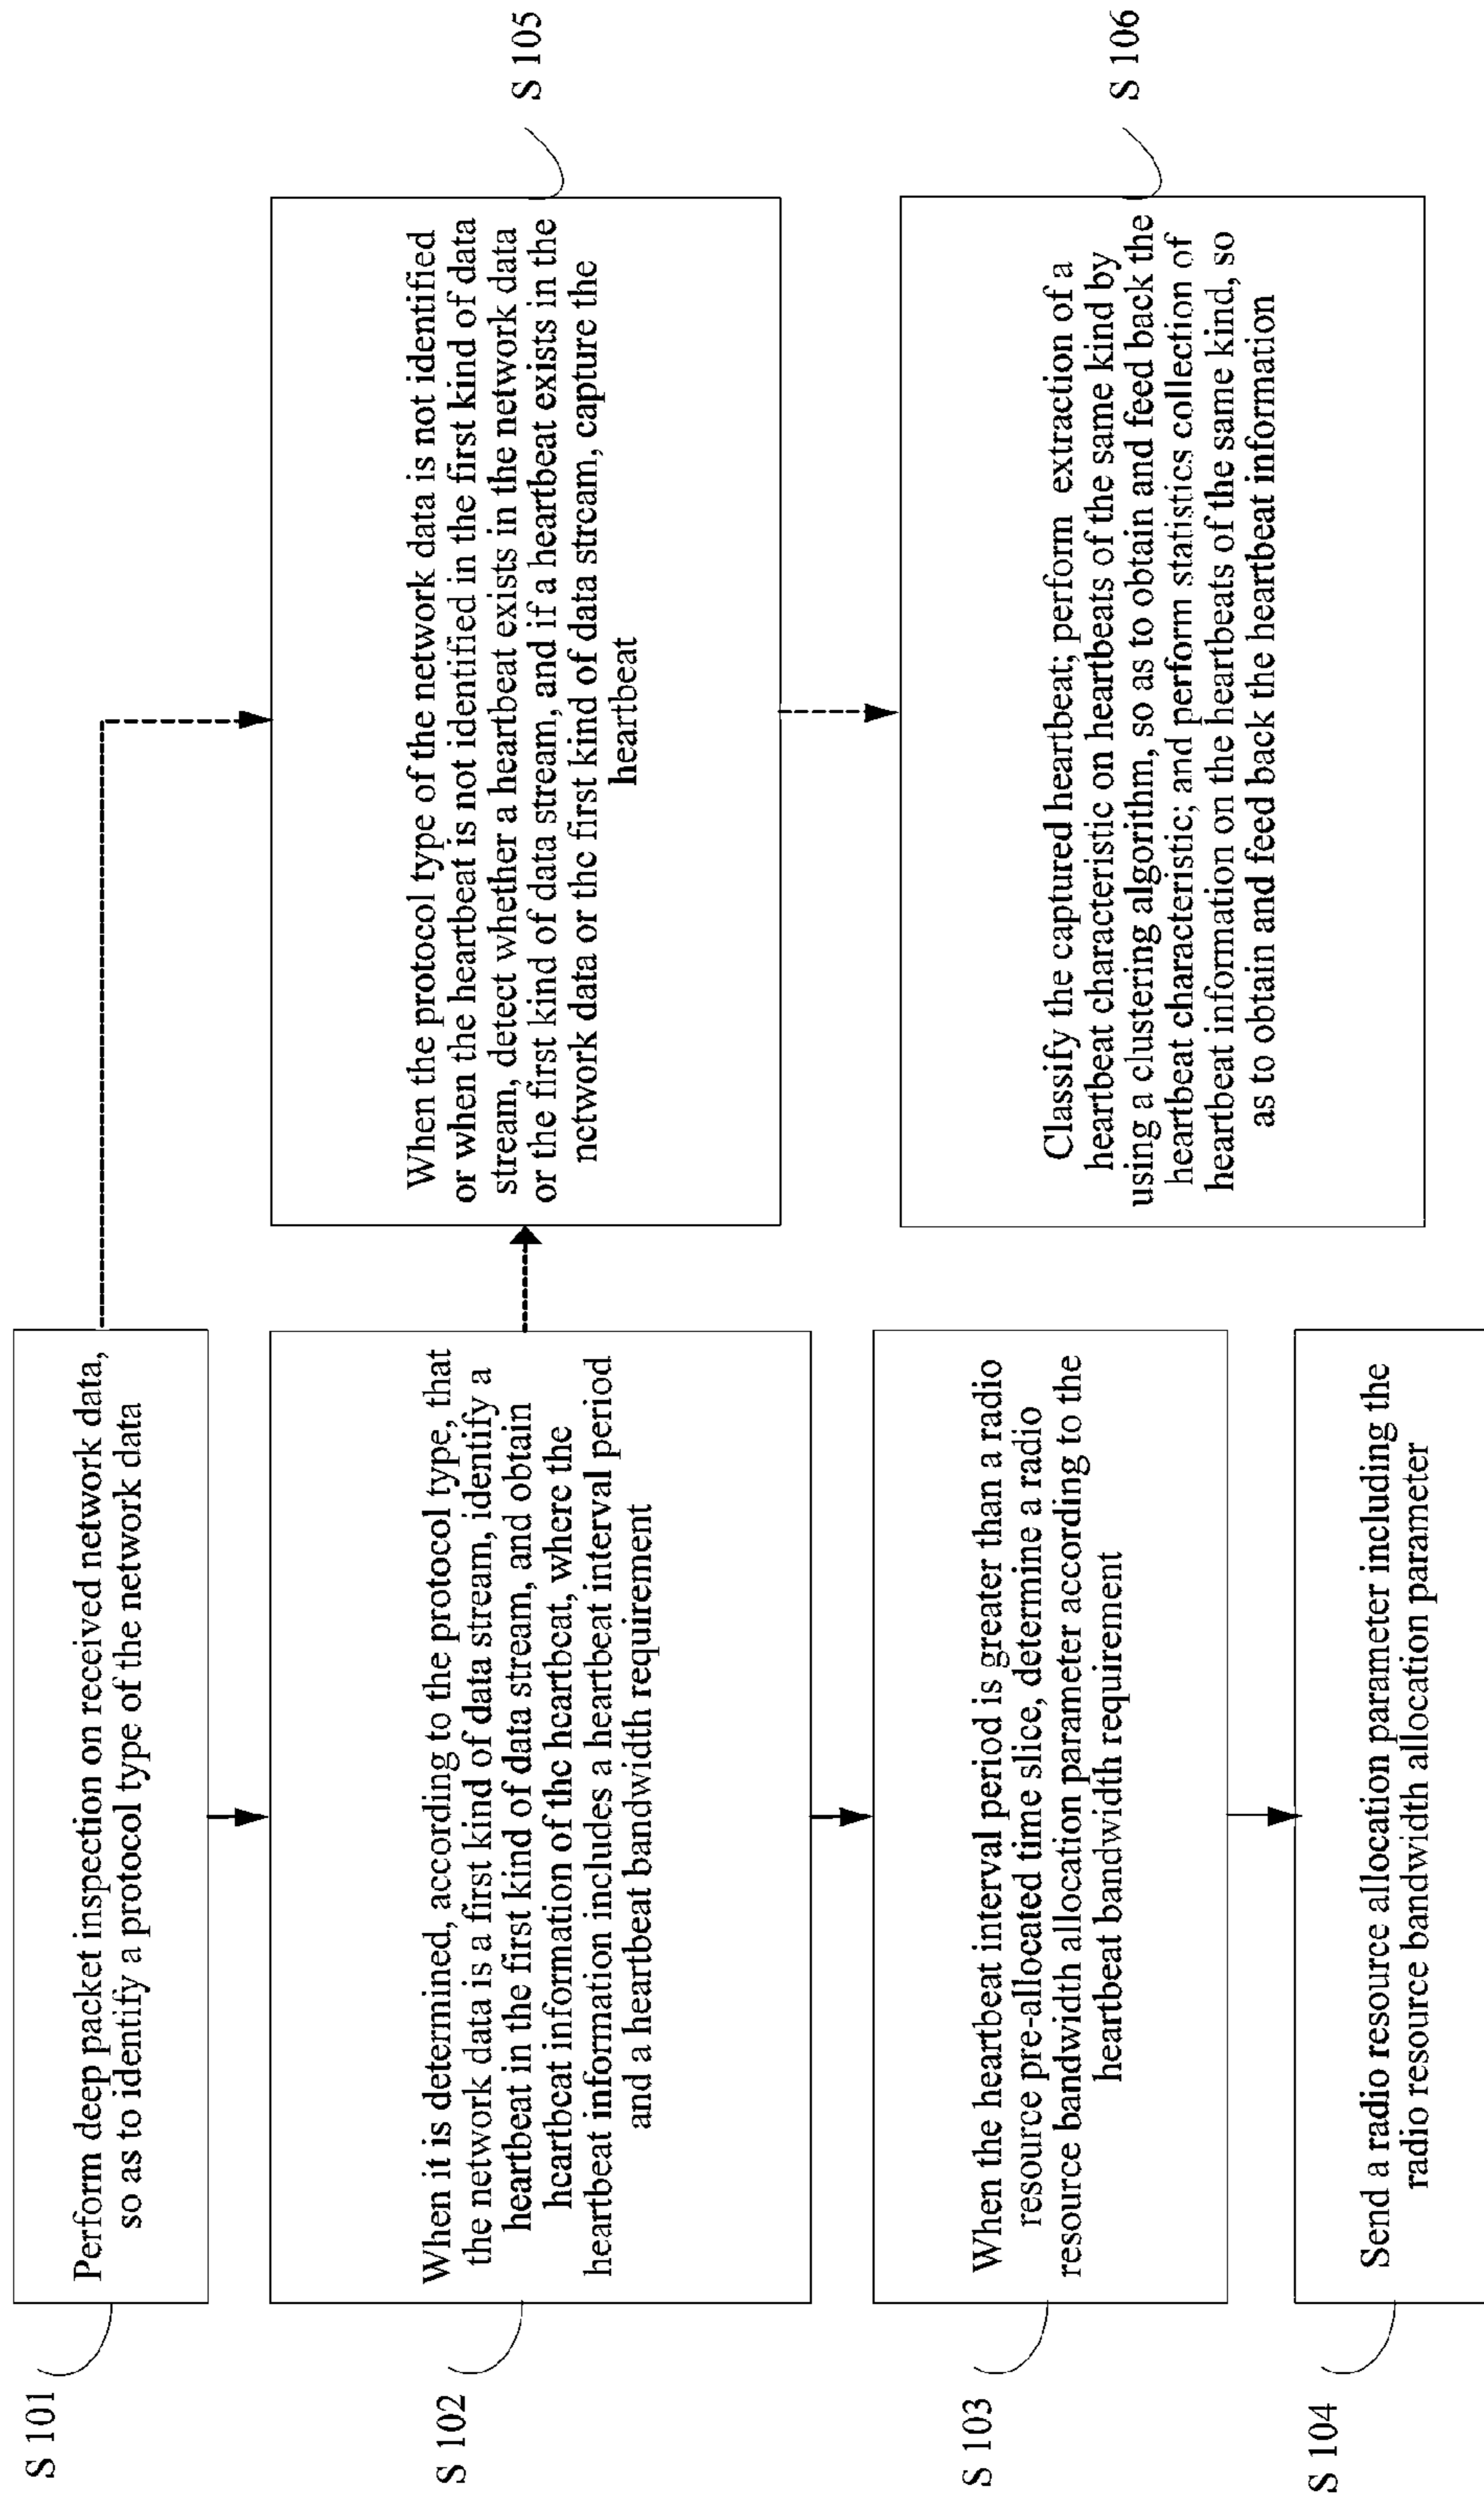 S 101
Perform deep packet inspection on received network data,
so as to identify a protocol type of the network data
S 102
When it is determined, according to the protocol type, that
the network data is a first kind of data stream, identify a
heartbeat in the first kind of data stream, and obtain
heartbeat information of the heartbeat, where the
heartbeat information includes a heartbeat interval period
and a heartbeat bandwidth requirement
S 103
When the heartbeat interval period is greater than a radio
resource pre-allocated time slice, determine a radio
resource bandwidth allocation parameter according to the
heartbeat bandwidth requirement
S 104
Send a radio resource allocation parameter including the
radio resource bandwidth allocation parameter
S 105
When the protocol type of the network data is not identified
or when the heartbeat is not identified in the first kind of data
stream, detect whether a heartbeat exists in the network data
or the first kind of data stream, and if a heartbeat exists in the
network data or the first kind of data stream, capture the
heartbeat
S 106
Classify the captured heartbeat; perform extraction of a
heartbeat characteristic on heartbeats of the same kind by
using a clustering algorithm, so as to obtain and feed back the
heartbeat characteristic; and perform statistics collection of
heartbeat information on the heartbeats of the same kind, so
as to obtain and feed back the heartbeat information